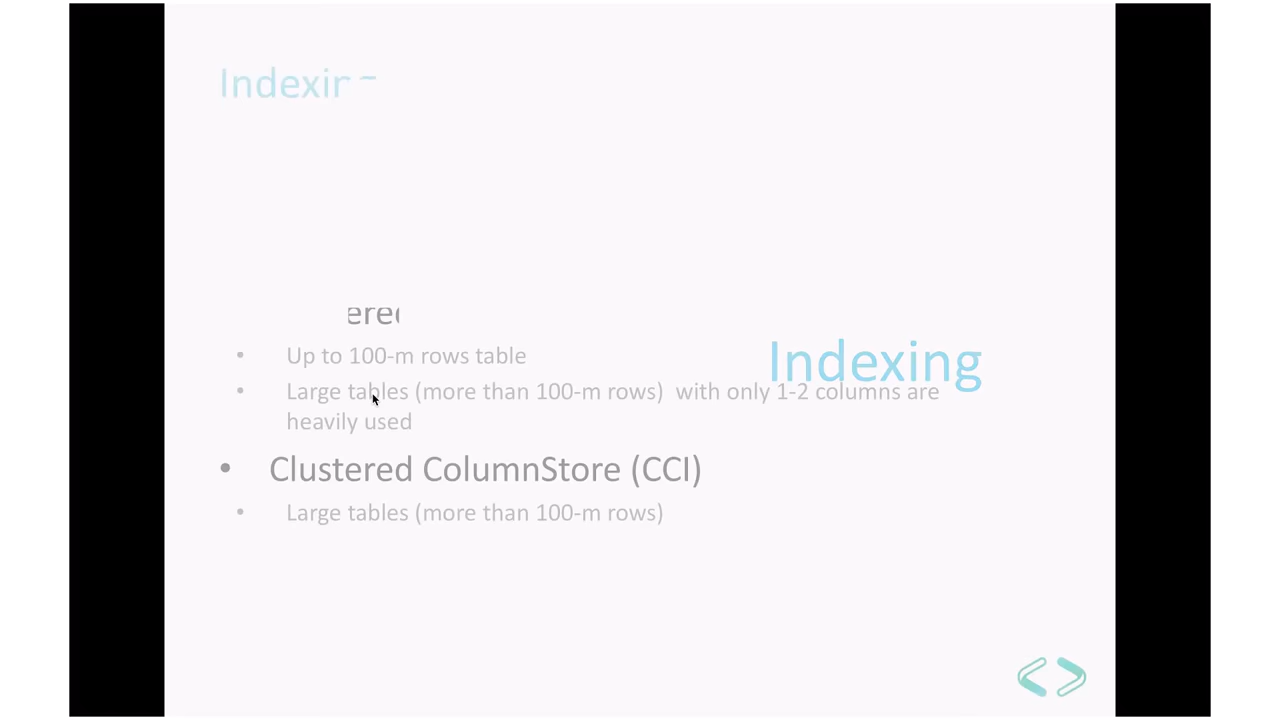 Up to 100-m rows table
Indexing
Large tables (more than 100-m rows)  with only 1-2 columns are
heavily used
Clustered ColumnStore (CCI)
Large tables (more than 100-m rows)